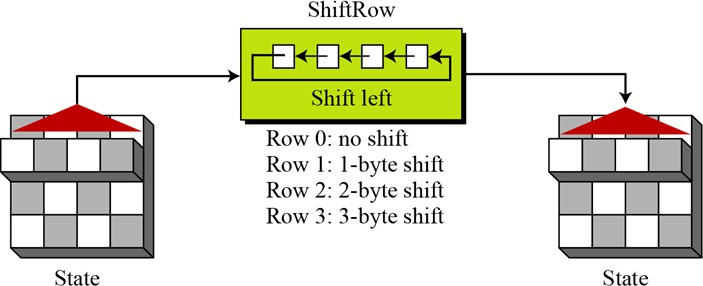 ShiftRow
Shift left
Row 0: no shift
Row 1: 1-byte shift
Row 2: 2-byte shift
Row 3: 3-byte shift
State
State